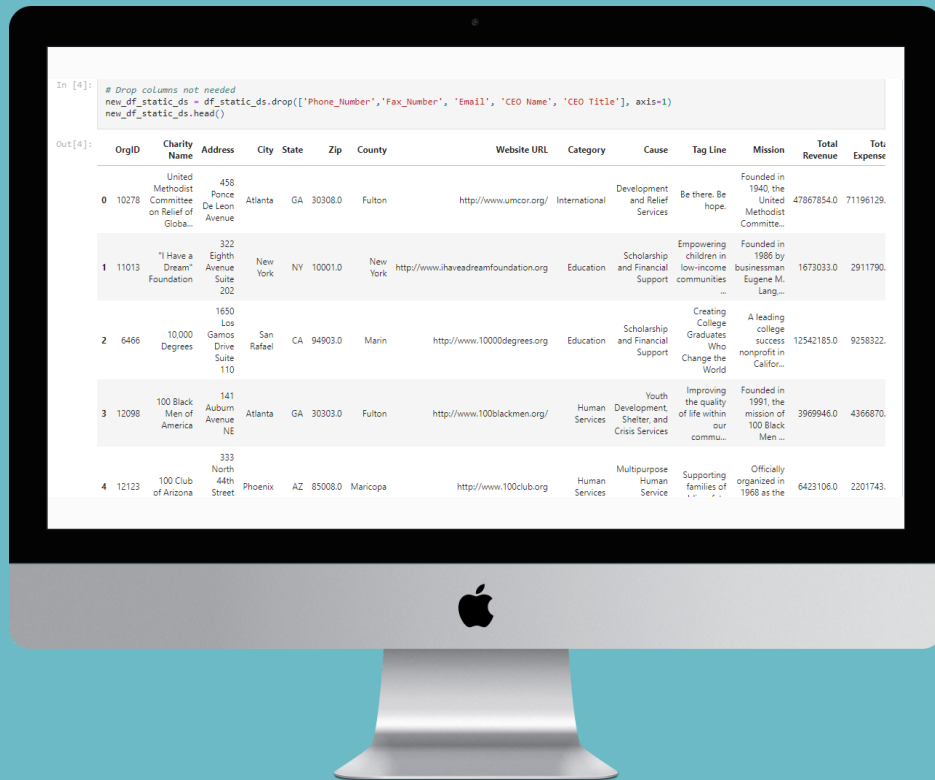 In [4]:
# Drop columns not needed
new_df_static_ds = df_static_ds.drop(['Phone_Number','Fax_Number', 'Email', 'CEO Name', 'CEO Title'], axis=1)
new_df_static_ds.head()
Out[4]:
OrgID Charity Name Address City State Zip County Website URL Category Cause Tag Line Mission Total Revenue Tota Expense
0 10278 United Methodist Committee on Relief of Globa... 458 Ponce De Leon Avenue Atlanta GA 30308.0 Fulton http://www.umcor.org/ International Development and Relief Services Be there. Be hope. Founded in 1940, the United Methodist Committe... 47867854.0 71196129.
1 11013 "I Have a Dream" Foundation 322 Eighth Avenue Suite 202 New York NY 10001.0 New York http://www.ihaveadreamfoundation.org Education Scholarship and Financial Support Empowering children in low-income communities ... Founded in 1986 by businessman Eugene M. Lang,... 1673033.0 2911790.
2 6466 10,000 Degrees 1650 Los Gamos Drive Suite 110 San Rafael CA 94903.0 Marin http://www.10000degrees.org Education Scholarship and Financial Support Creating College Graduates Who Change the World A leading college success nonprofit in Califor... 12542185.0 9258322.
3 12098 100 Black Men of America 141 Auburn Avenue NE Atlanta GA 30303.0 Fulton http://www.100blackmen.org/ Human Services Youth Development, Shelter, and Crisis Services Improving the quality of life within our commu... Founded in 1991, the mission of 100 Black Men ... 3969946.0 4366870.
4 12123 100 Club of Arizona 333 North 44th Street Phoenix AZ 85008.0 Maricopa http://www.100club.org Human Services Multipurpose Human Service Supporting families of Officially organized in 1968 as the 6423106.0 2201743.